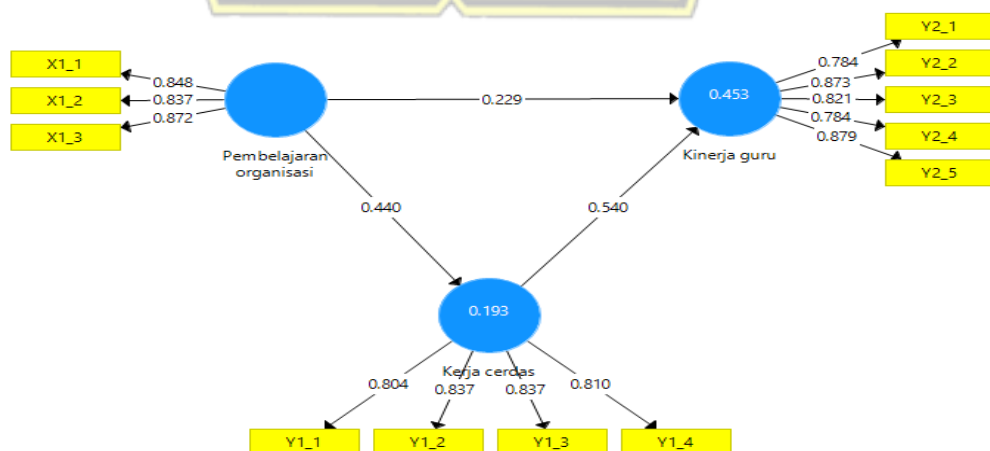 X1_1
X1_2
X1_3
0.848
0.837
0.872
Pembelajaran
organisasi
0.229
0.440
0.540
0.453
Kinerja guru
0.784
0.873
0.821
0.784
0.879
Y2_1
Y2_2
Y2_3
Y2_4
Y2_5
0.193
Kerja cerdas
0.804
0.837
0.837
0.810
Y1_1
Y1_2
Y1_3
Y1_4